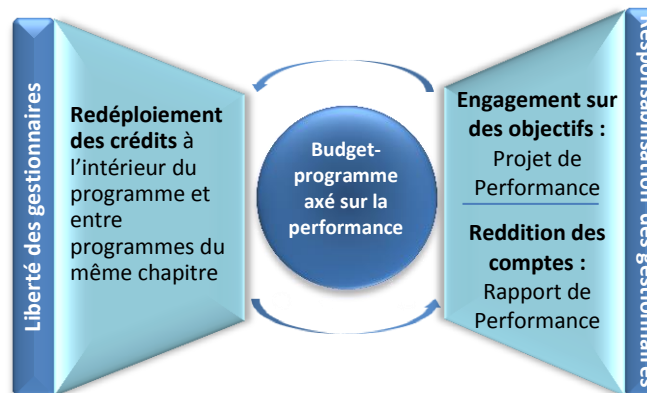 Liberté des gestionnaires
Redéploiement
des crédits à
l'intérieur du
programme et
entre
programmes du
même chapitre
Budget-
programme
axé sur la
performance
Engagement sur
des objectifs :
Projet de
Performance
Reddition des
comptes :
Rapport de
Performance
Responsabilisation des gestionnaires